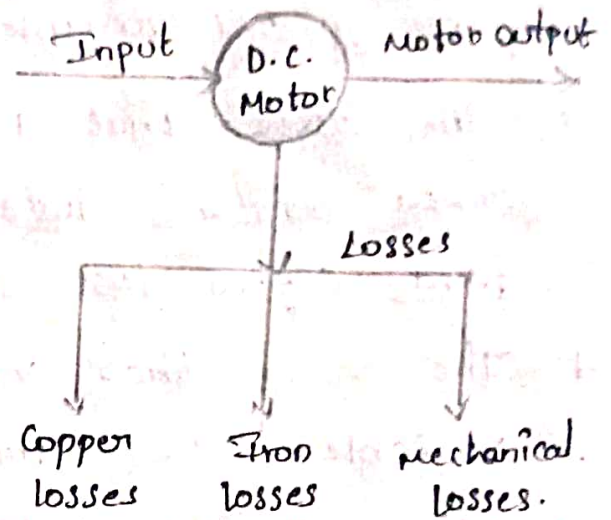 Input
D.C.
Motor
Motor output
Losses
Copper
losses
Iron
losses
Mechanical
losses.